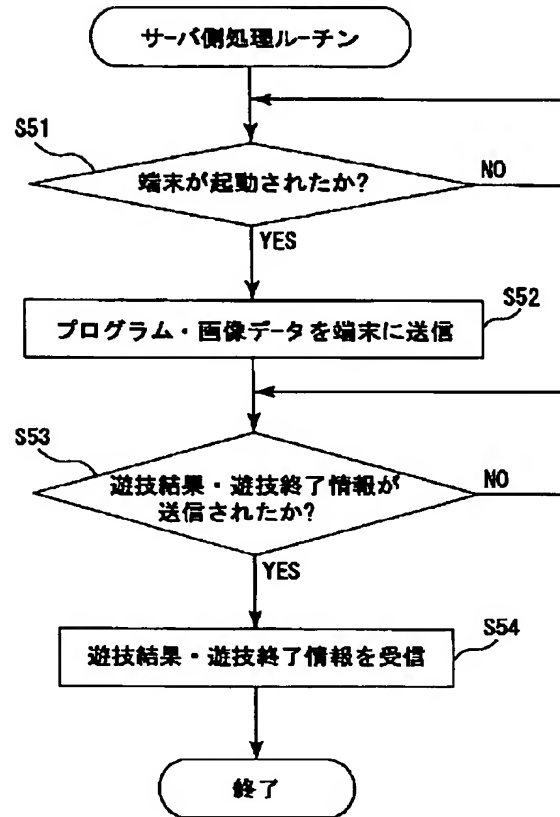 サーバ側処理ルーチン
S51
端末が起動されたか?
NO
YES
S52
プログラム・画像データを端末に送信
S53
遊技結果・遊技終了情報が
送信されたか?
NO
YES
S54
遊技結果・遊技終了情報を受信
終了